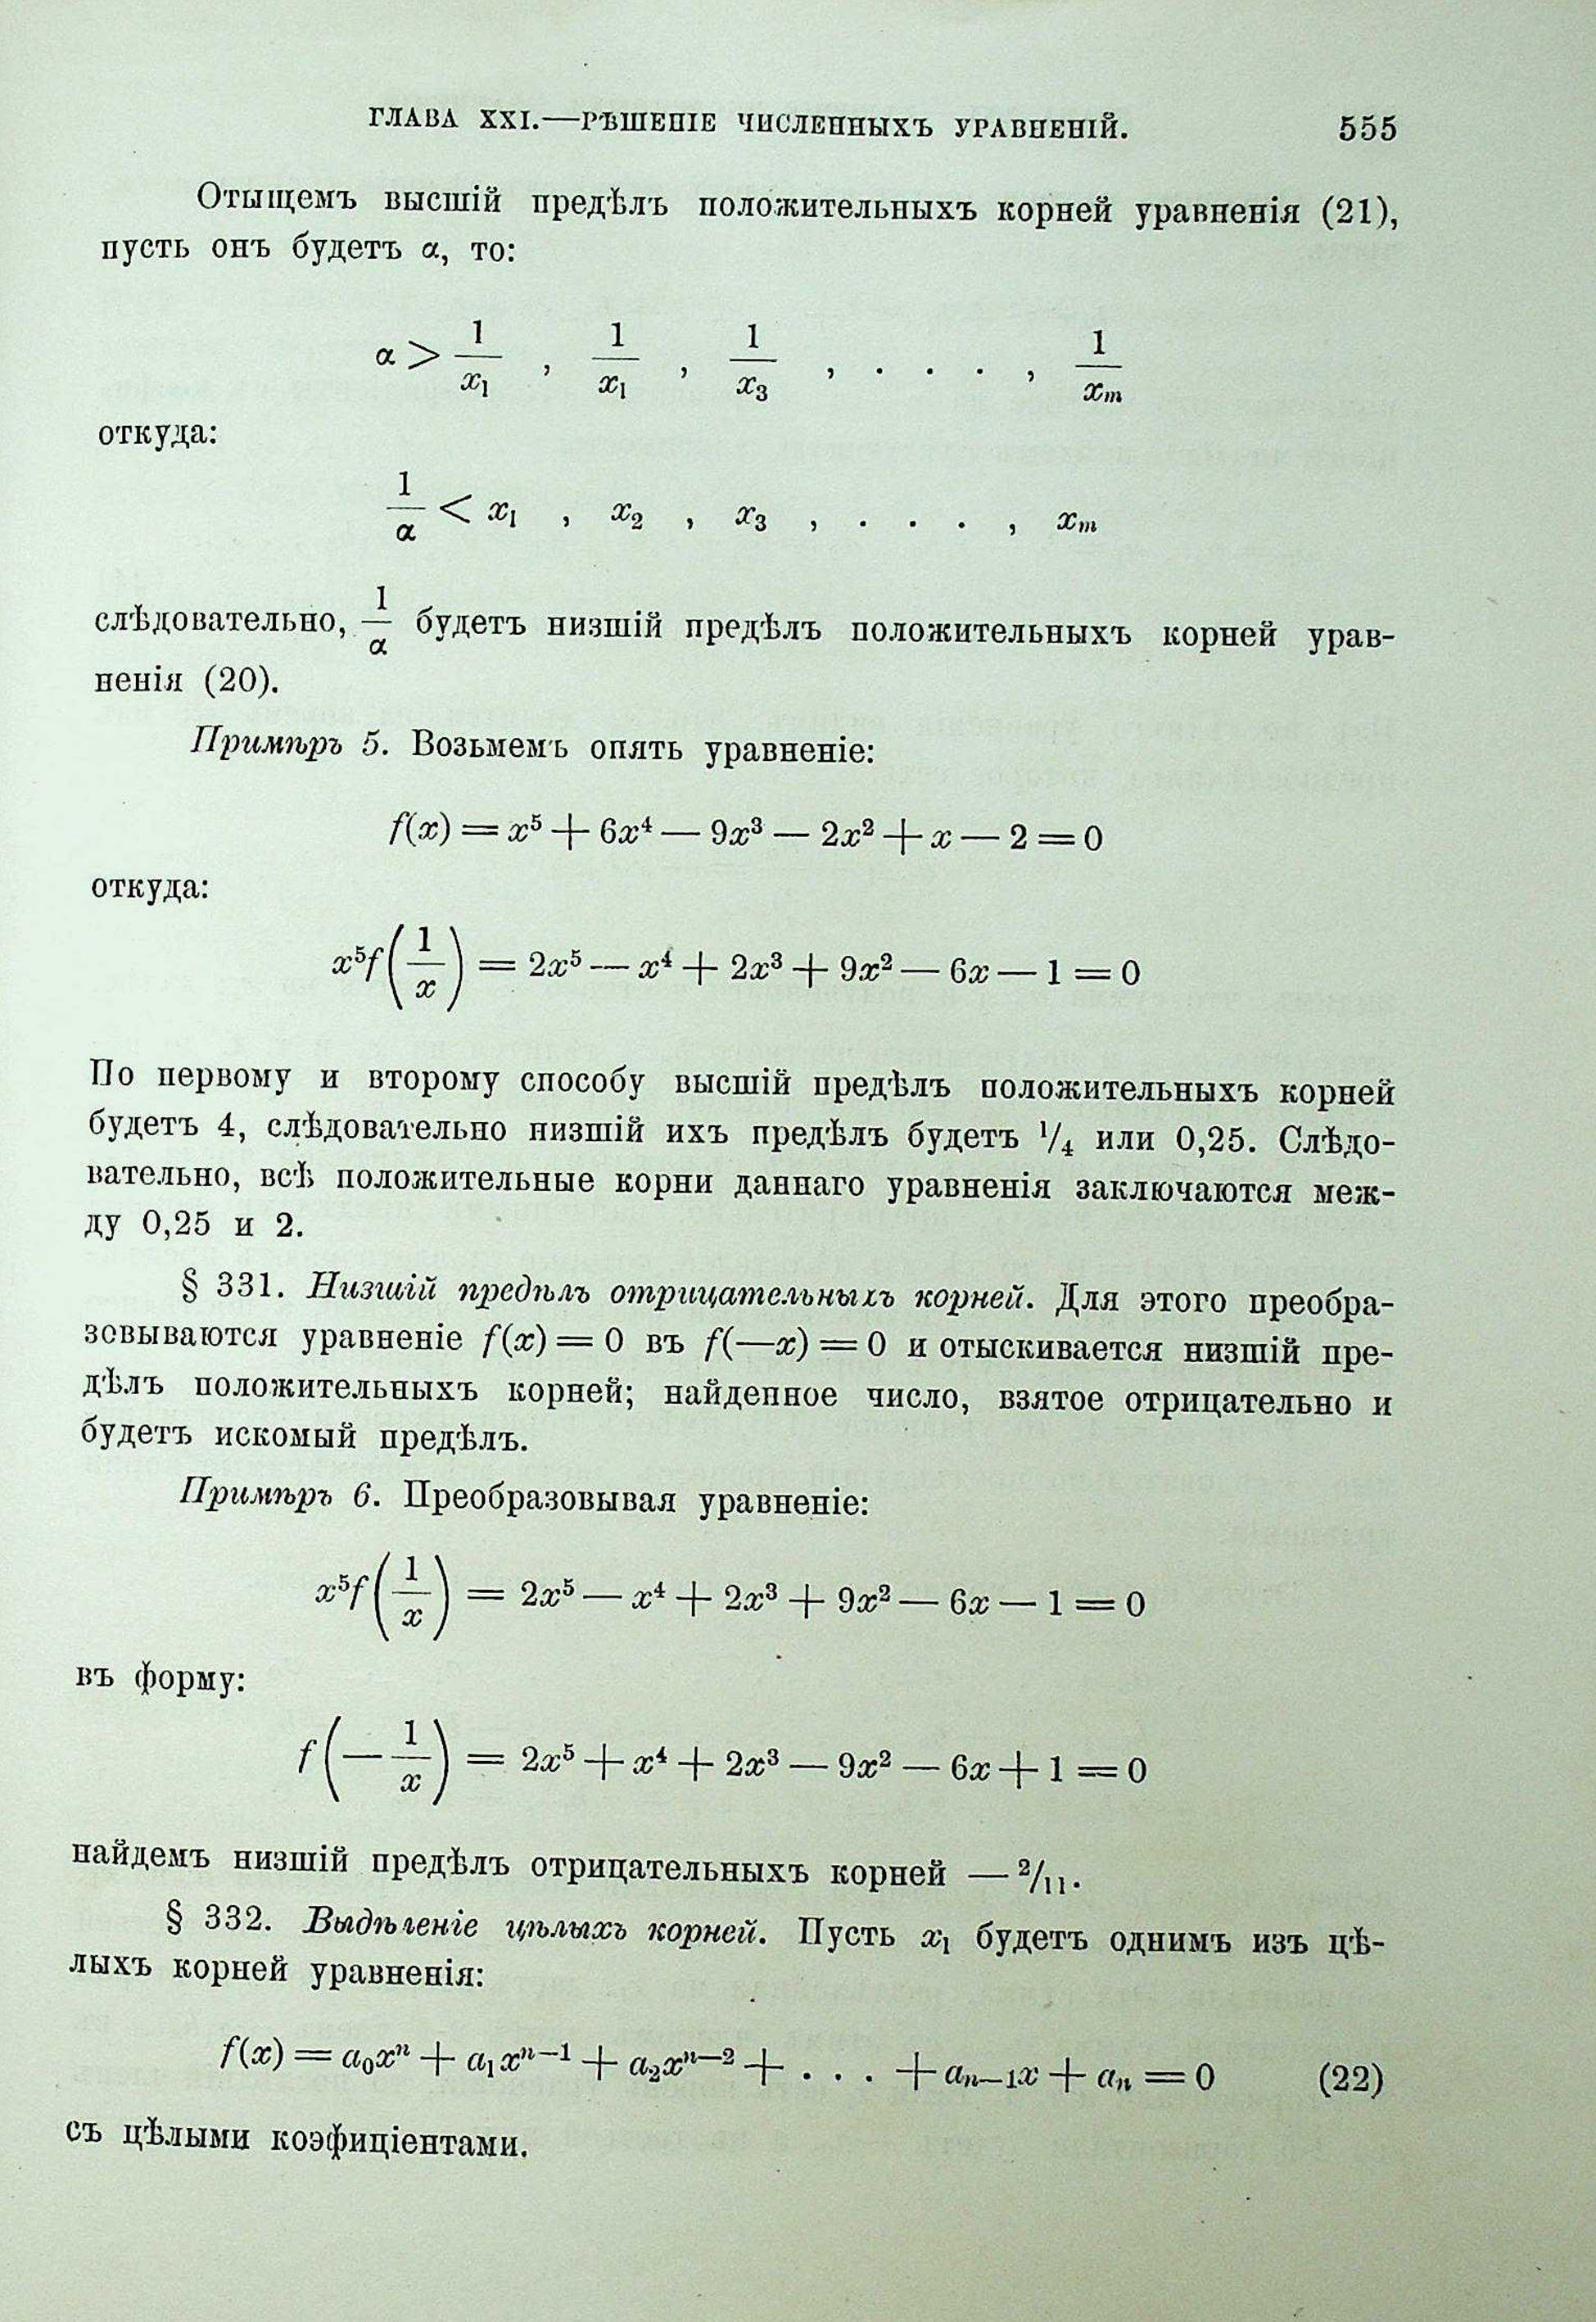 ГЛАВА XXI.—РѢШЕНІЕ ЧИСЛЕННЫХЪ УРАВНЕНІЙ. 555
Отыщемъ высшій предѣлъ положительныхъ корней уравненія (21),
пусть онъ будетъ α, то:
α > 1/x₁ , 1/x₁ , 1/x₃ , . . . , 1/xₘ
откуда:
1/α < x₁ , x₂ , x₃ , . . . , xₘ
слѣдовательно, 1/α будетъ низшій предѣлъ положительныхъ корней урав-
ненія (20).
Примѣръ 5. Возьмемъ опять уравненіе:
f(x) = x⁵ + 6x⁴ — 9x³ — 2x² + x — 2 = 0
откуда:
x⁵f(1/x) = 2x⁵ — x⁴ + 2x³ + 9x² — 6x — 1 = 0
По первому и второму способу высшій предѣлъ положительныхъ корней
будетъ 4, слѣдовательно низшій ихъ предѣлъ будетъ ¹/₄ или 0,25. Слѣдо-
вательно, всѣ положительные корни даннаго уравненія заключаются меж-
ду 0,25 и 2.
§ 331. Низшій предѣлъ отрицательныхъ корней. Для этого преобра-
зовываются уравненіе f(x) = 0 въ f(—x) = 0 и отыскивается низшій пре-
дѣлъ положительныхъ корней; найденное число, взятое отрицательно и
будетъ искомый предѣлъ.
Примѣръ 6. Преобразовывая уравненіе:
x⁵f(1/x) = 2x⁵ — x⁴ + 2x³ + 9x² — 6x — 1 = 0
въ форму:
f(—1/x) = 2x⁵ + x⁴ + 2x³ — 9x² — 6x + 1 = 0
найдемъ низшій предѣлъ отрицательныхъ корней — ²/₁₁.
§ 332. Выдѣленіе цѣлыхъ корней. Пусть x₁ будетъ однимъ изъ цѣ-
лыхъ корней уравненія:
f(x) = a₀xⁿ + a₁xⁿ⁻¹ + a₂xⁿ⁻² + . . . + aₙ₋₁x + aₙ = 0 (22)
съ цѣлыми коэфиціентами.